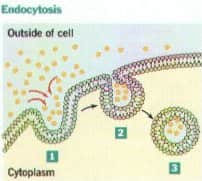 Endocytosis
Outside of cell
1
2
3
Cytoplasm